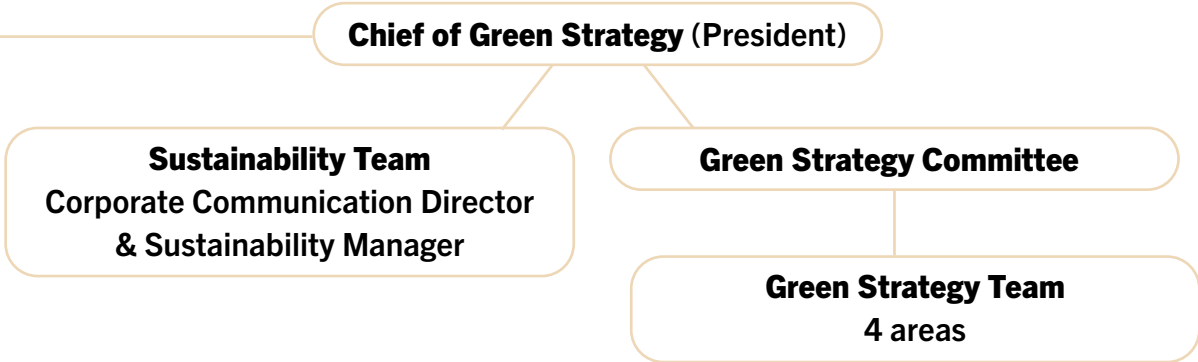 Chief of Green Strategy (President)
Sustainability Team
Corporate Communication Director
& Sustainability Manager
Green Strategy Committee
Green Strategy Team
4 areas